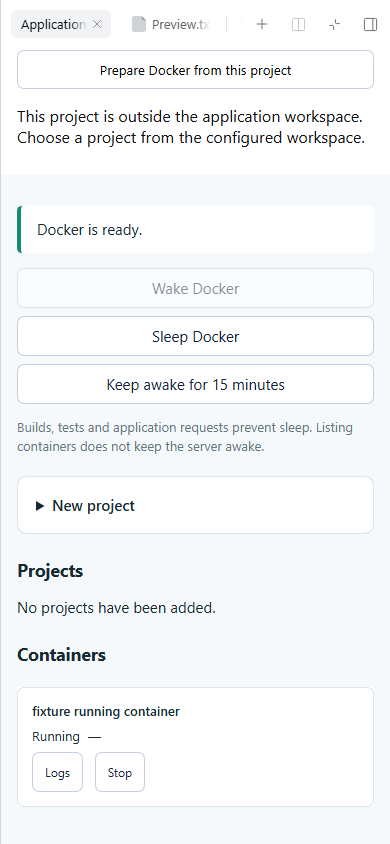 Application
Preview.tx
Prepare Docker from this project
This project is outside the application workspace.
Choose a project from the configured workspace.
Docker is ready.
Wake Docker
Sleep Docker
Keep awake for 15 minutes
Builds, tests and application requests prevent sleep. Listing
containers does not keep the server awake.
New project
Projects
No projects have been added.
Containers
fixture running container
Running —
Logs
Stop